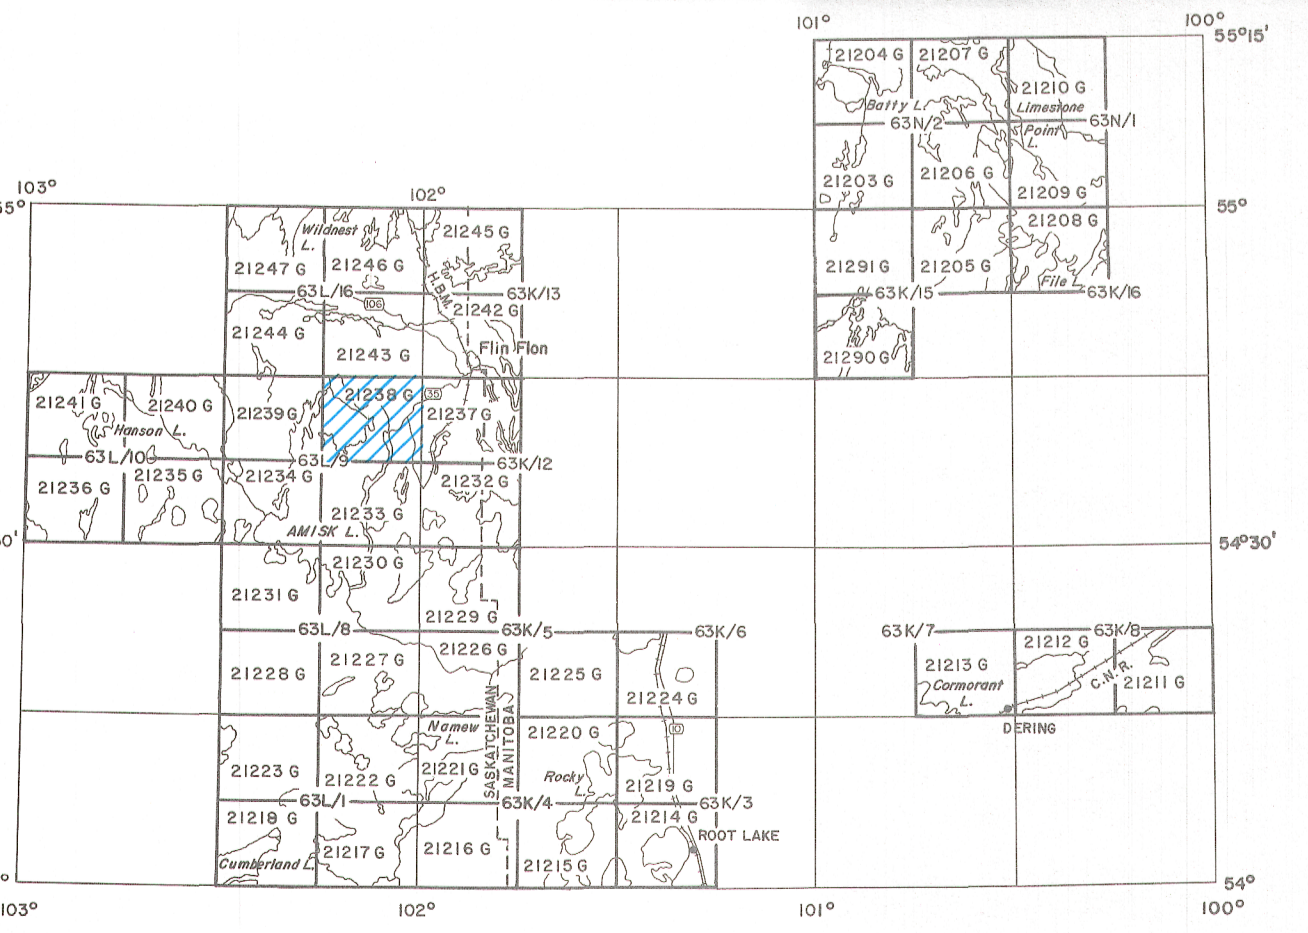 101° 100°
55°15'
21204 G 21207 G
21210 G
Batty L. Limestone
63N/2 63N/1
Point
L.
21206 G
21203 G 21209 G
103° 102°
55° 55°
21208 G
Wildnest 21245 G
L.
21247 G 21246 G 21291 G 21205 G
H.B.M. File L.
63L/16 63K/13 63K/15 63K/16
106 21242 G
21244 G
21243 G Flin Flon 21290 G
21238 G 35
21241 G 21240 G 21239 G 21237 G
Hanson L.
63L/10 63L/9 63K/12
21236 G 21235 G 21234 G 21232 G
21233 G
AMISK L.
0' 54°30'
21230 G
21231 G
21229 G
63L/8 63K/5 63K/6 63K/7 63K/8
21226 G 21212 G
21228 G 21227 G 21225 G 21213 G
C.N.R. 21211 G
Cormorant
L.
21224 G
SASKATCHEWAN
MANITOBA
Namew 21220 G 10 DERING
L.
21223 G 21222 G 21221 G Rocky
L. 21219 G
63L/1 63K/4 63K/3
21218 G 21214 G
ROOT LAKE
Cumberland L. 21217 G 21216 G 21215 G
° 54°
103° 102° 101° 100°